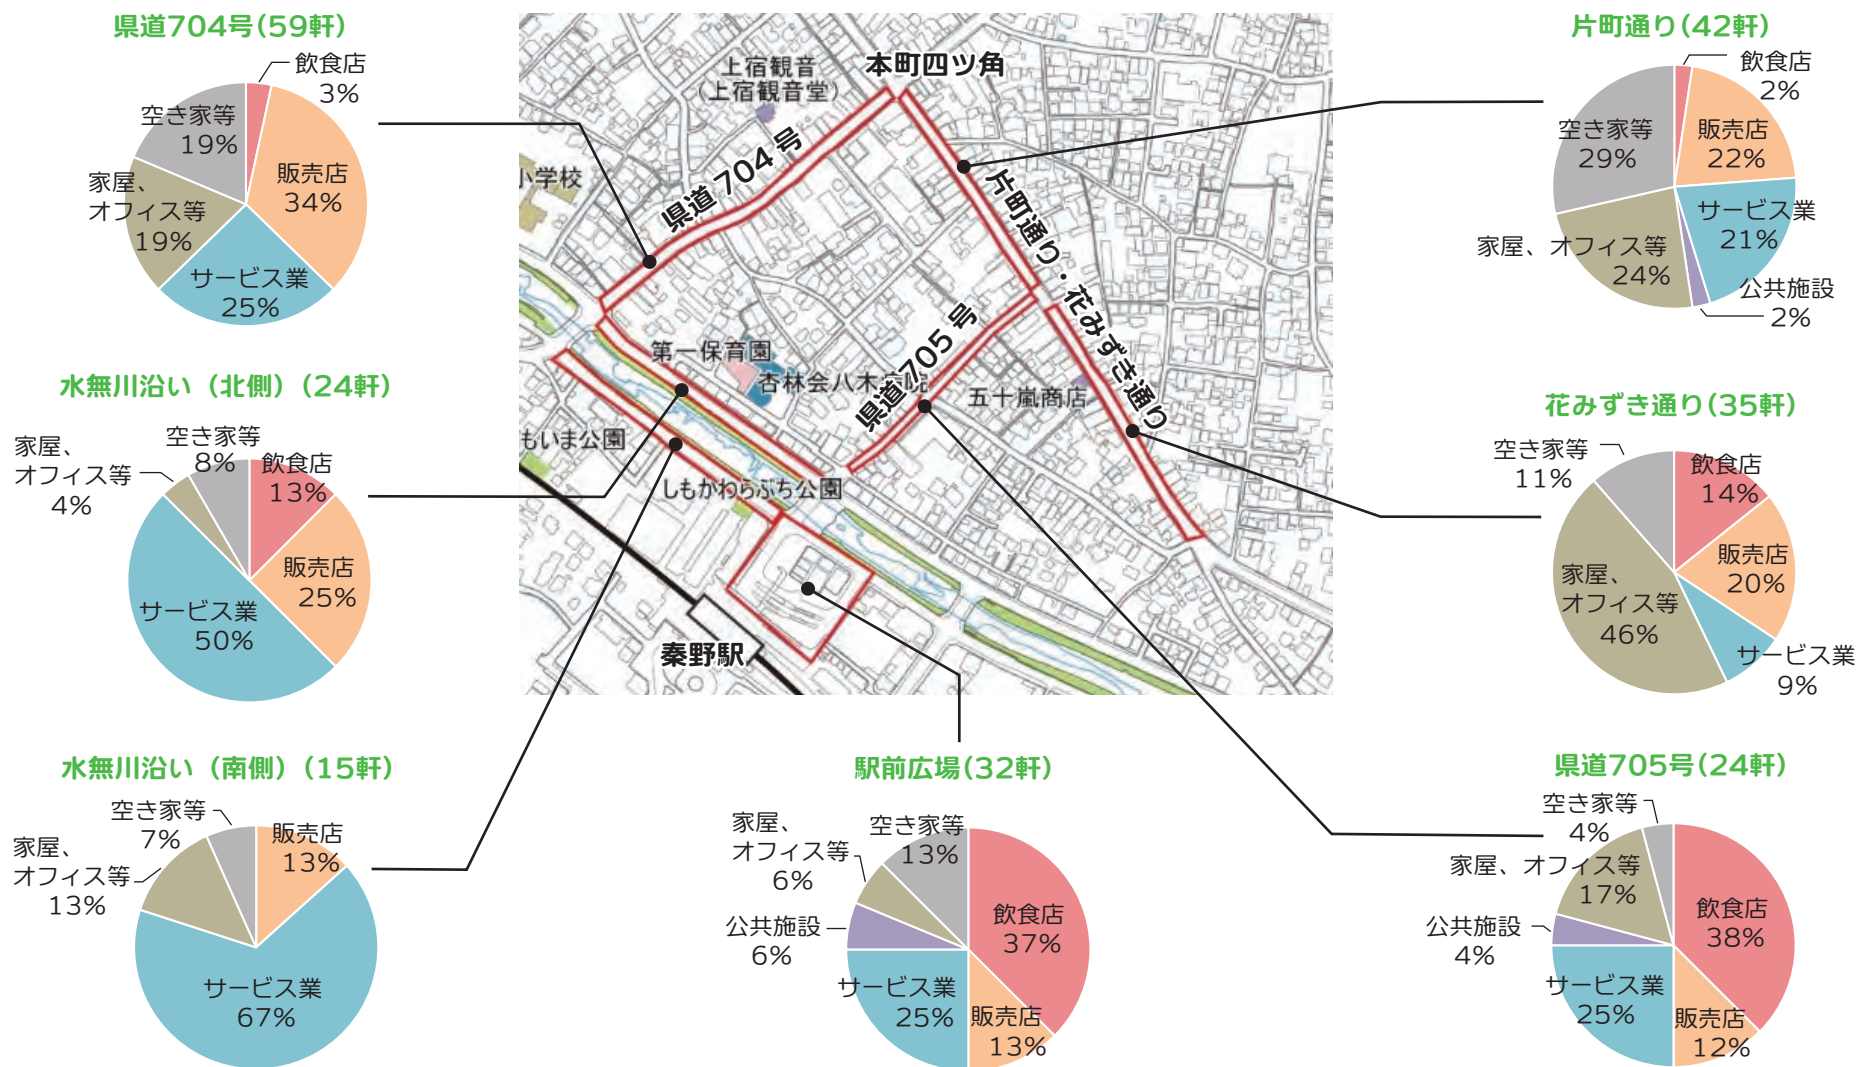 県道704号(59軒)
飲食店
3%
販売店
34%
サービス業
25%
家屋、
オフィス等
19%
空き家等
19%
水無川沿い（北側）(24軒)
飲食店
13%
販売店
25%
サービス業
50%
家屋、
オフィス等
4%
空き家等
8%
水無川沿い（南側）(15軒)
販売店
13%
サービス業
67%
家屋、
オフィス等
13%
空き家等
7%
本町四ツ角
上宿観音
（上宿観音堂）
県道 704 号
小学校
片町通り・花みずき通り
第一保育園
杏林会八木病院
県道705 号
五十嵐商店
もいま公園
しもかわらぶち公園
秦野駅
駅前広場(32軒)
飲食店
37%
販売店
13%
サービス業
25%
公共施設
6%
家屋、
オフィス等
6%
空き家等
13%
片町通り(42軒)
飲食店
2%
販売店
22%
サービス業
21%
公共施設
2%
家屋、オフィス等
24%
空き家等
29%
花みずき通り(35軒)
飲食店
14%
販売店
20%
サービス業
9%
家屋、
オフィス等
46%
空き家等
11%
県道705号(24軒)
飲食店
38%
販売店
12%
サービス業
25%
公共施設
4%
家屋、オフィス等
17%
空き家等
4%